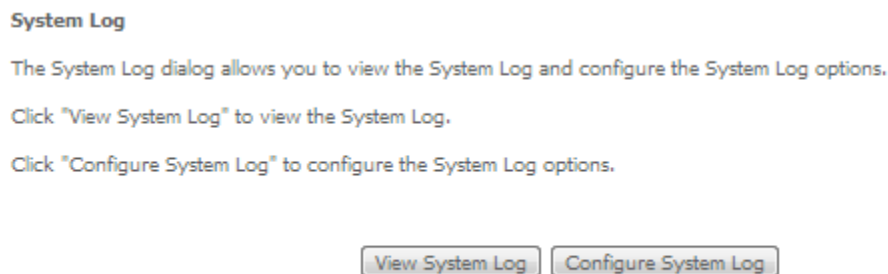 System Log
The System Log dialog allows you to view the System Log and configure the System Log options.
Click "View System Log" to view the System Log.
Click "Configure System Log" to configure the System Log options.
View System Log Configure System Log